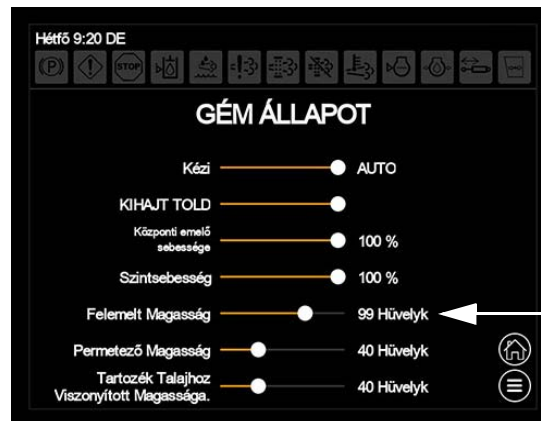 Hétfő 9:20 DE
STOP
GÉM ÁLLAPOT
Kézi AUTO
KIHAJT TOLD
Központi emelő
sebessége 100 %
Szintsebesség 100 %
Felemelt Magasság 99 Hüvelyk
Permetező Magasság 40 Hüvelyk
Tartozék Talajhoz
Viszonyított Magassága. 40 Hüvelyk